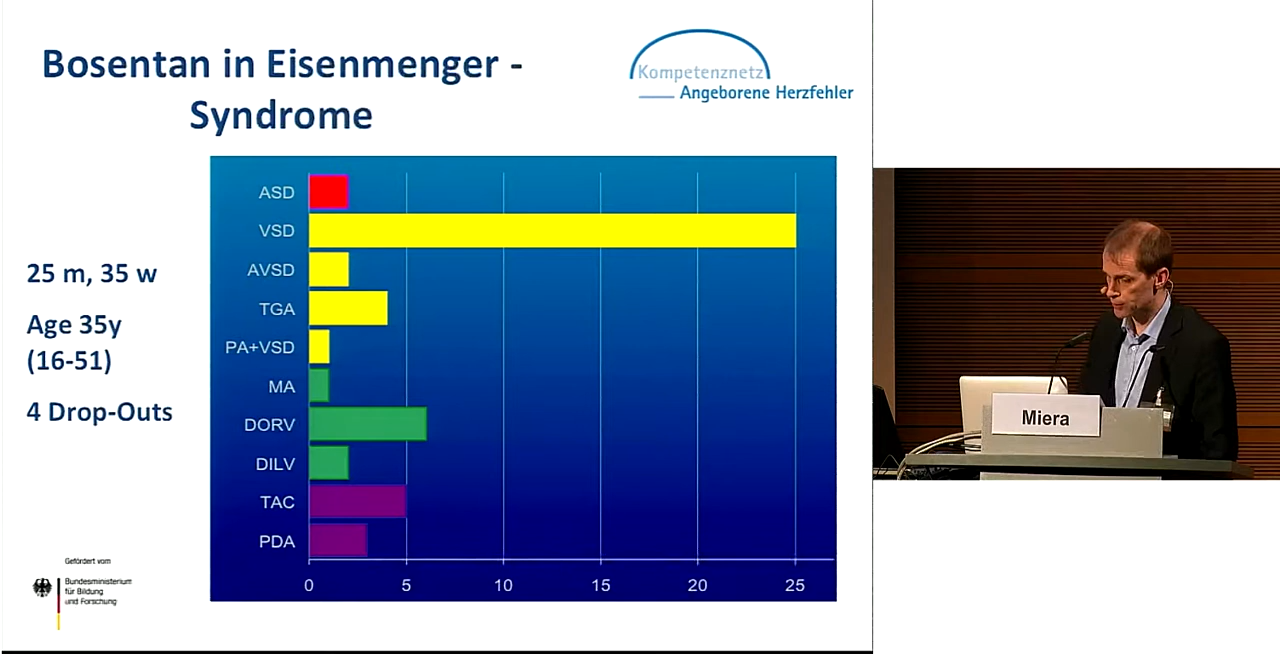 Bosentan in Eisenmenger -
Syndrome
Kompetenznetz
Angeborene Herzfehler
25 m, 35 w
Age 35y
(16-51)
4 Drop-Outs
ASD
VSD
AVSD
TGA
PA+VSD
MA
DORV
DILV
TAC
PDA
0 5 10 15 20 25
Gefördert vom
Bundesministerium
für Bildung
und Forschung
Miera